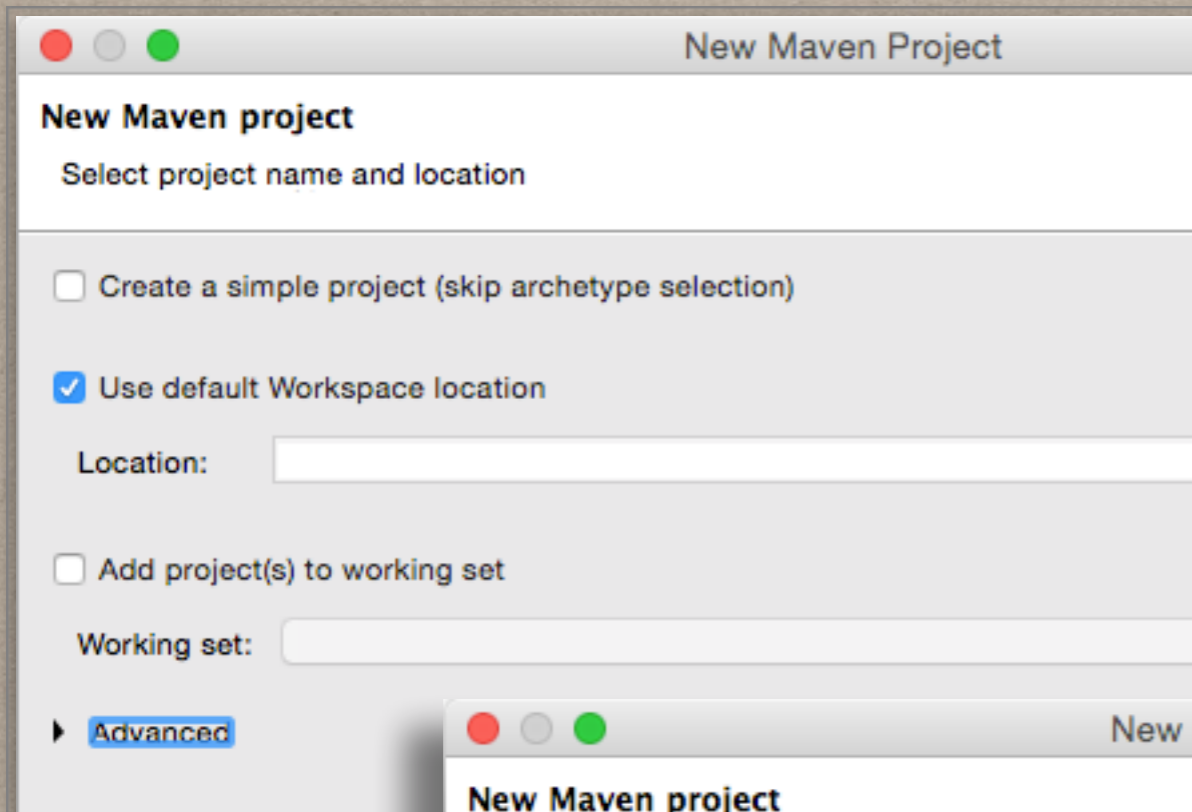 New Maven Project
New Maven project
Select project name and location
Create a simple project (skip archetype selection)
Use default Workspace location
Location:
Add project(s) to working set
Working set:
Advanced
New
New Maven project